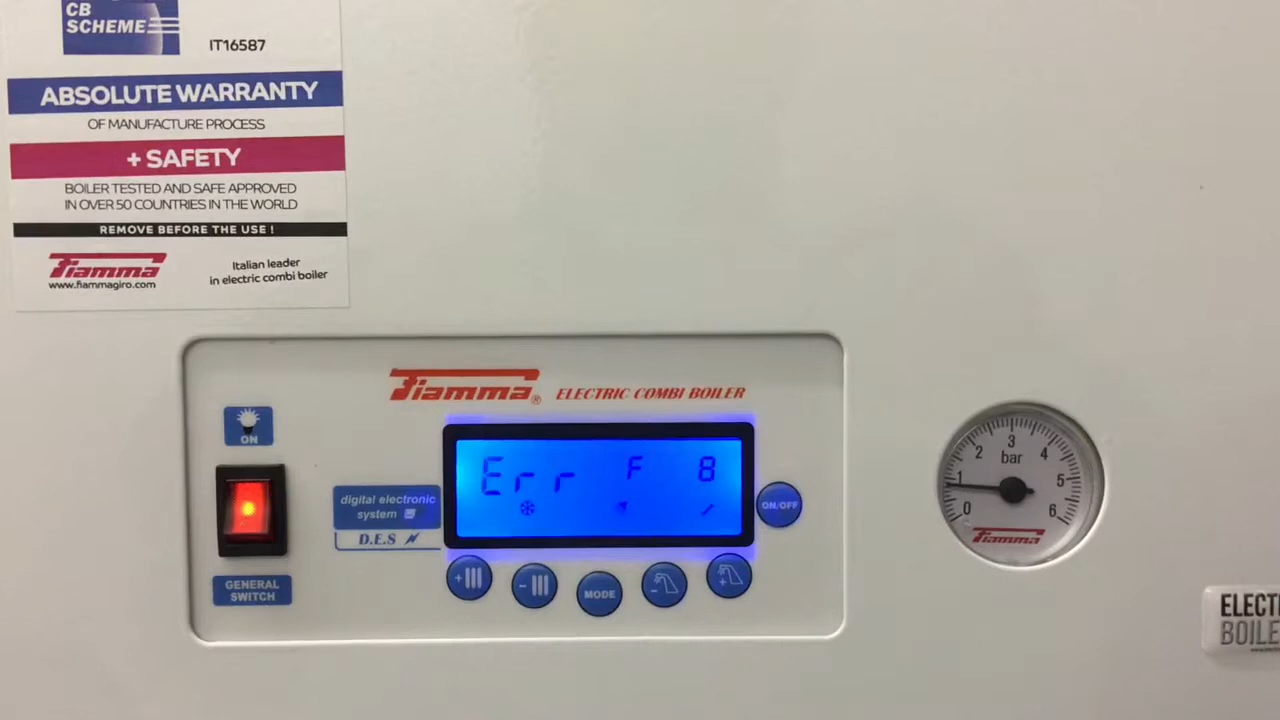 CB
SCHEME
IT16587
ABSOLUTE WARRANTY
OF MANUFACTURE PROCESS
+ SAFETY
BOILER TESTED AND SAFE APPROVED
IN OVER 50 COUNTRIES IN THE WORLD
REMOVE BEFORE THE USE !
Fiamma
www.fiammagiro.com
Italian leader
in electric combi boiler
Fiamma® ELECTRIC COMBI BOILER
ON
GENERAL
SWITCH
digital electronic
system
D.E.S
Err F 8
ON/OFF
+
-
MODE
-
+
0 1 2 3 4 5 6
bar
Fiamma
ELECT
BOILE